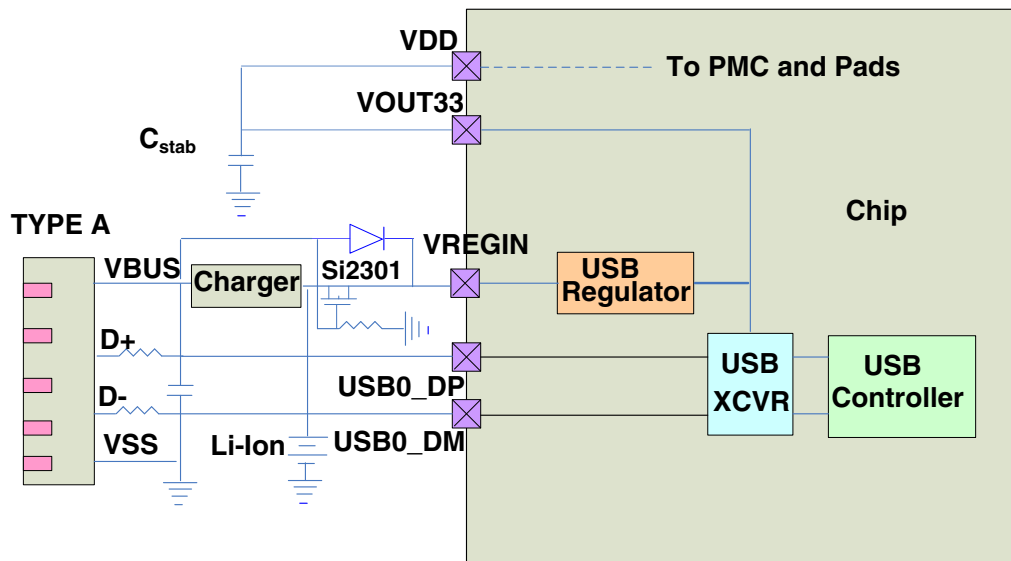 VDD
To PMC and Pads
VOUT33
Cstab
Chip
TYPE A
VREGIN
VBUS
Charger
Si2301
USB
Regulator
D+
USB0_DP
USB
XCVR
USB
Controller
D-
USB0_DM
Li-Ion
VSS